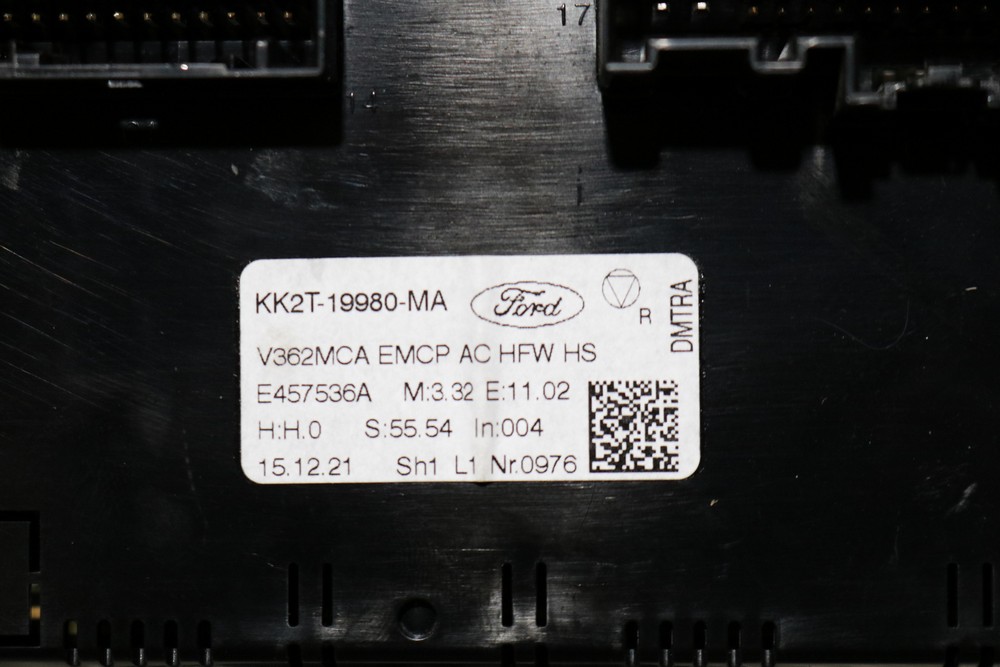 17
KK2T-19980-MA Ford
R
DMTRA
V362MCA EMCP AC HFW HS
E457536A M:3.32 E:11.02
H:H.0 S:55.54 In:004
15.12.21 Sh1 L1 Nr.0976